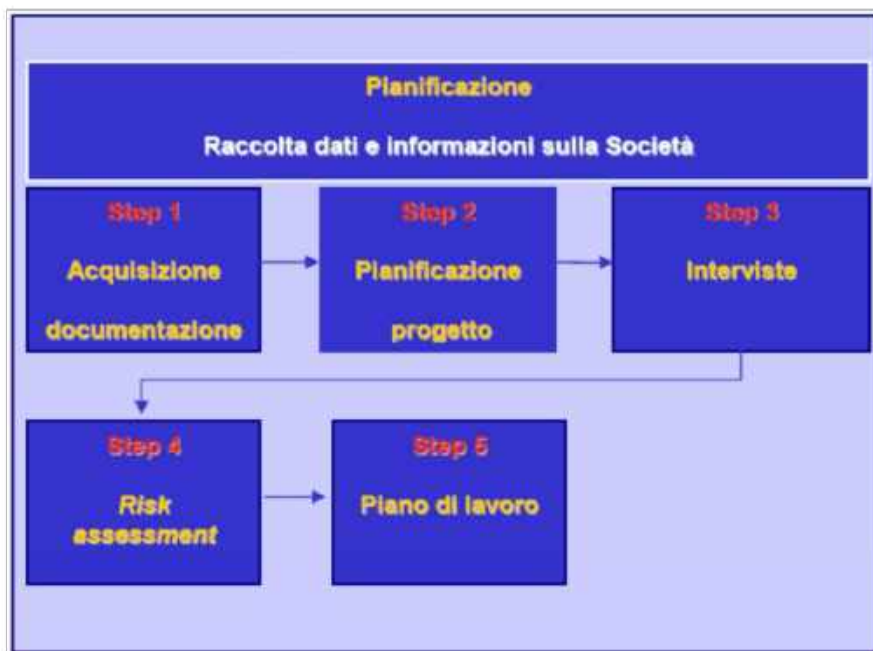 Pianificazione
Raccolta dati e informazioni sulla Società
Step 1
Acquisizione
documentazione
Step 2
Pianificazione
progetto
Step 3
Interviste
Step 4
Risk
assessment
Step 5
Piano di lavoro